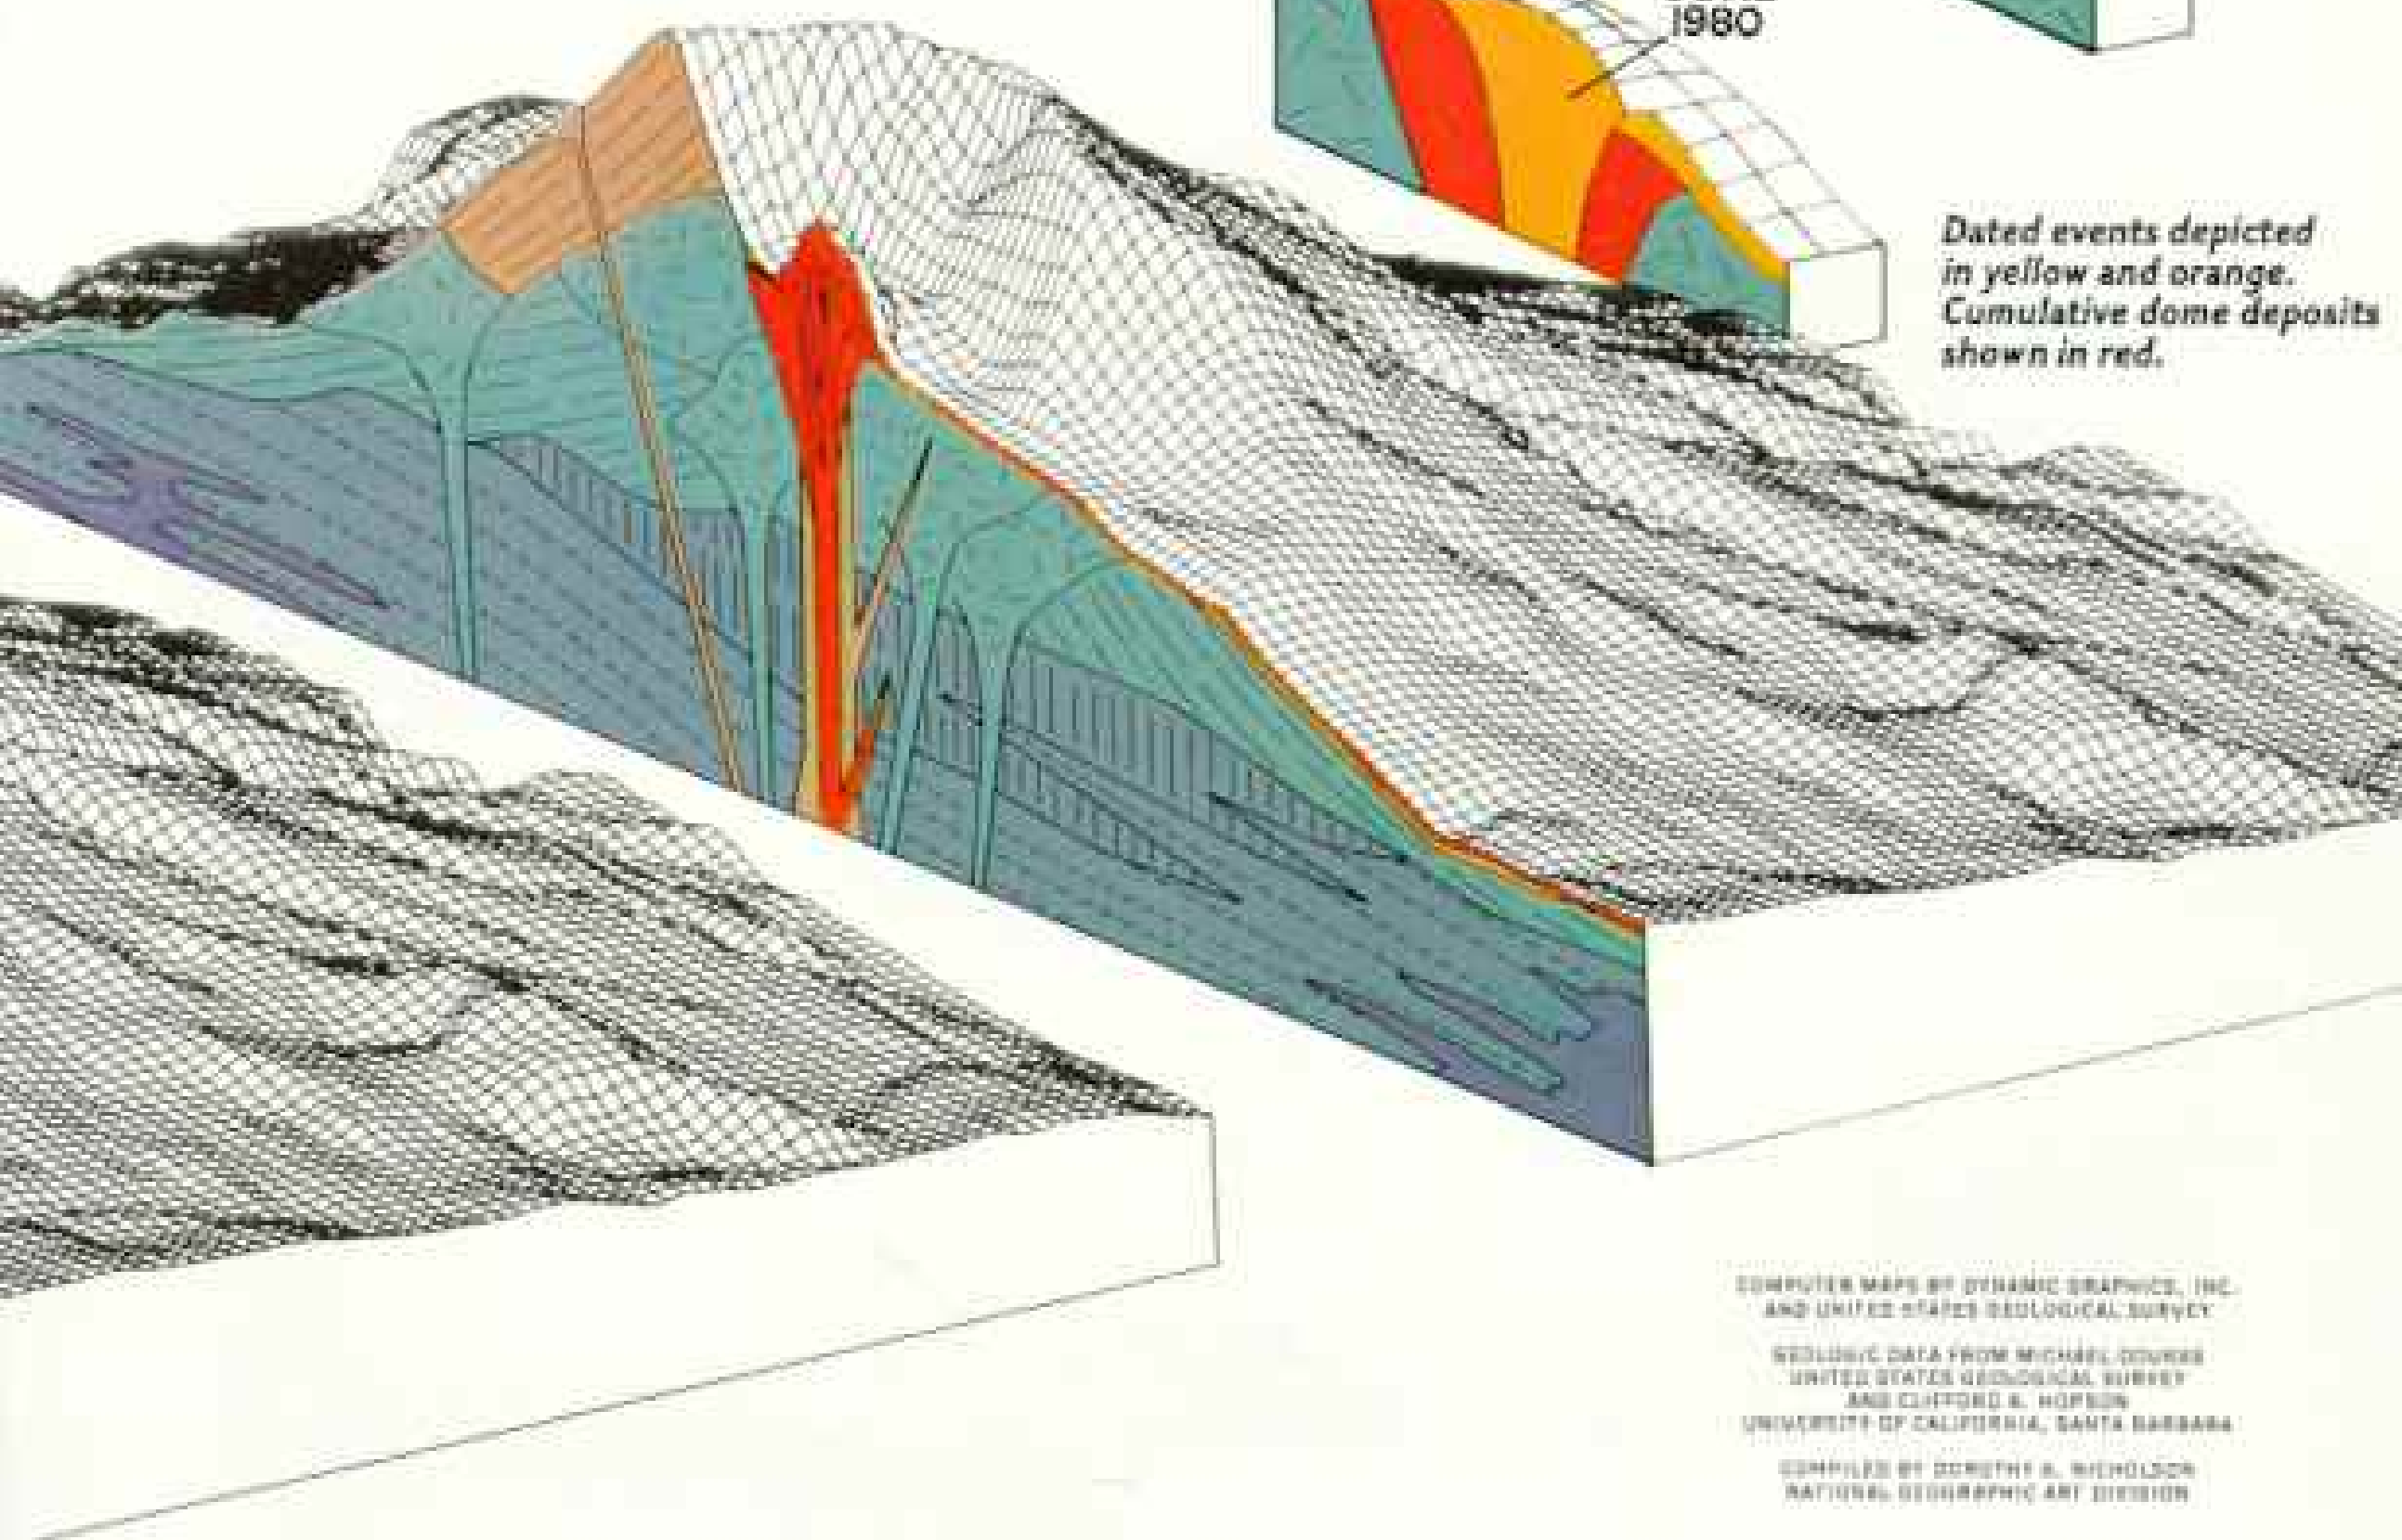 1980
Dated events depicted
in yellow and orange.
Cumulative dome deposits
shown in red.
COMPUTER MAPS BY DYNAMIC GRAPHICS, INC.
AND UNITED STATES GEOLOGICAL SURVEY
GEOLOGIC DATA FROM MICHAEL DOUKAS
UNITED STATES GEOLOGICAL SURVEY
AND CLIFFORD A. HOPSON
UNIVERSITY OF CALIFORNIA, SANTA BARBARA
COMPILED BY DOROTHY A. NICHOLSON
NATIONAL GEOGRAPHIC ART DIVISION